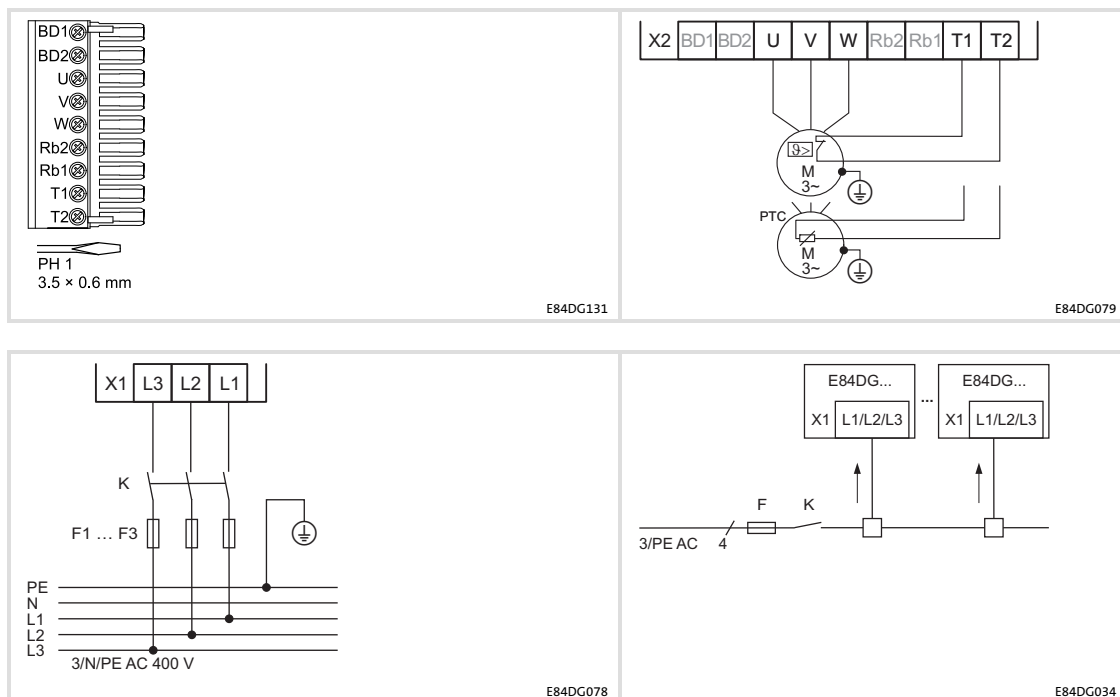 BD1
BD2
U
V
W
Rb2
Rb1
T1
T2
PH 1
3.5 × 0.6 mm
E84DG131
X2 BD1 BD2 U V W Rb2 Rb1 T1 T2
ϑ>
M
3~
PTC
M
3~
E84DG079
X1 L3 L2 L1
K
F1 ... F3
PE
N
L1
L2
L3
3/N/PE AC 400 V
E84DG078
E84DG... ... E84DG...
X1 L1/L2/L3 X1 L1/L2/L3
F K
3/PE AC 4
E84DG034